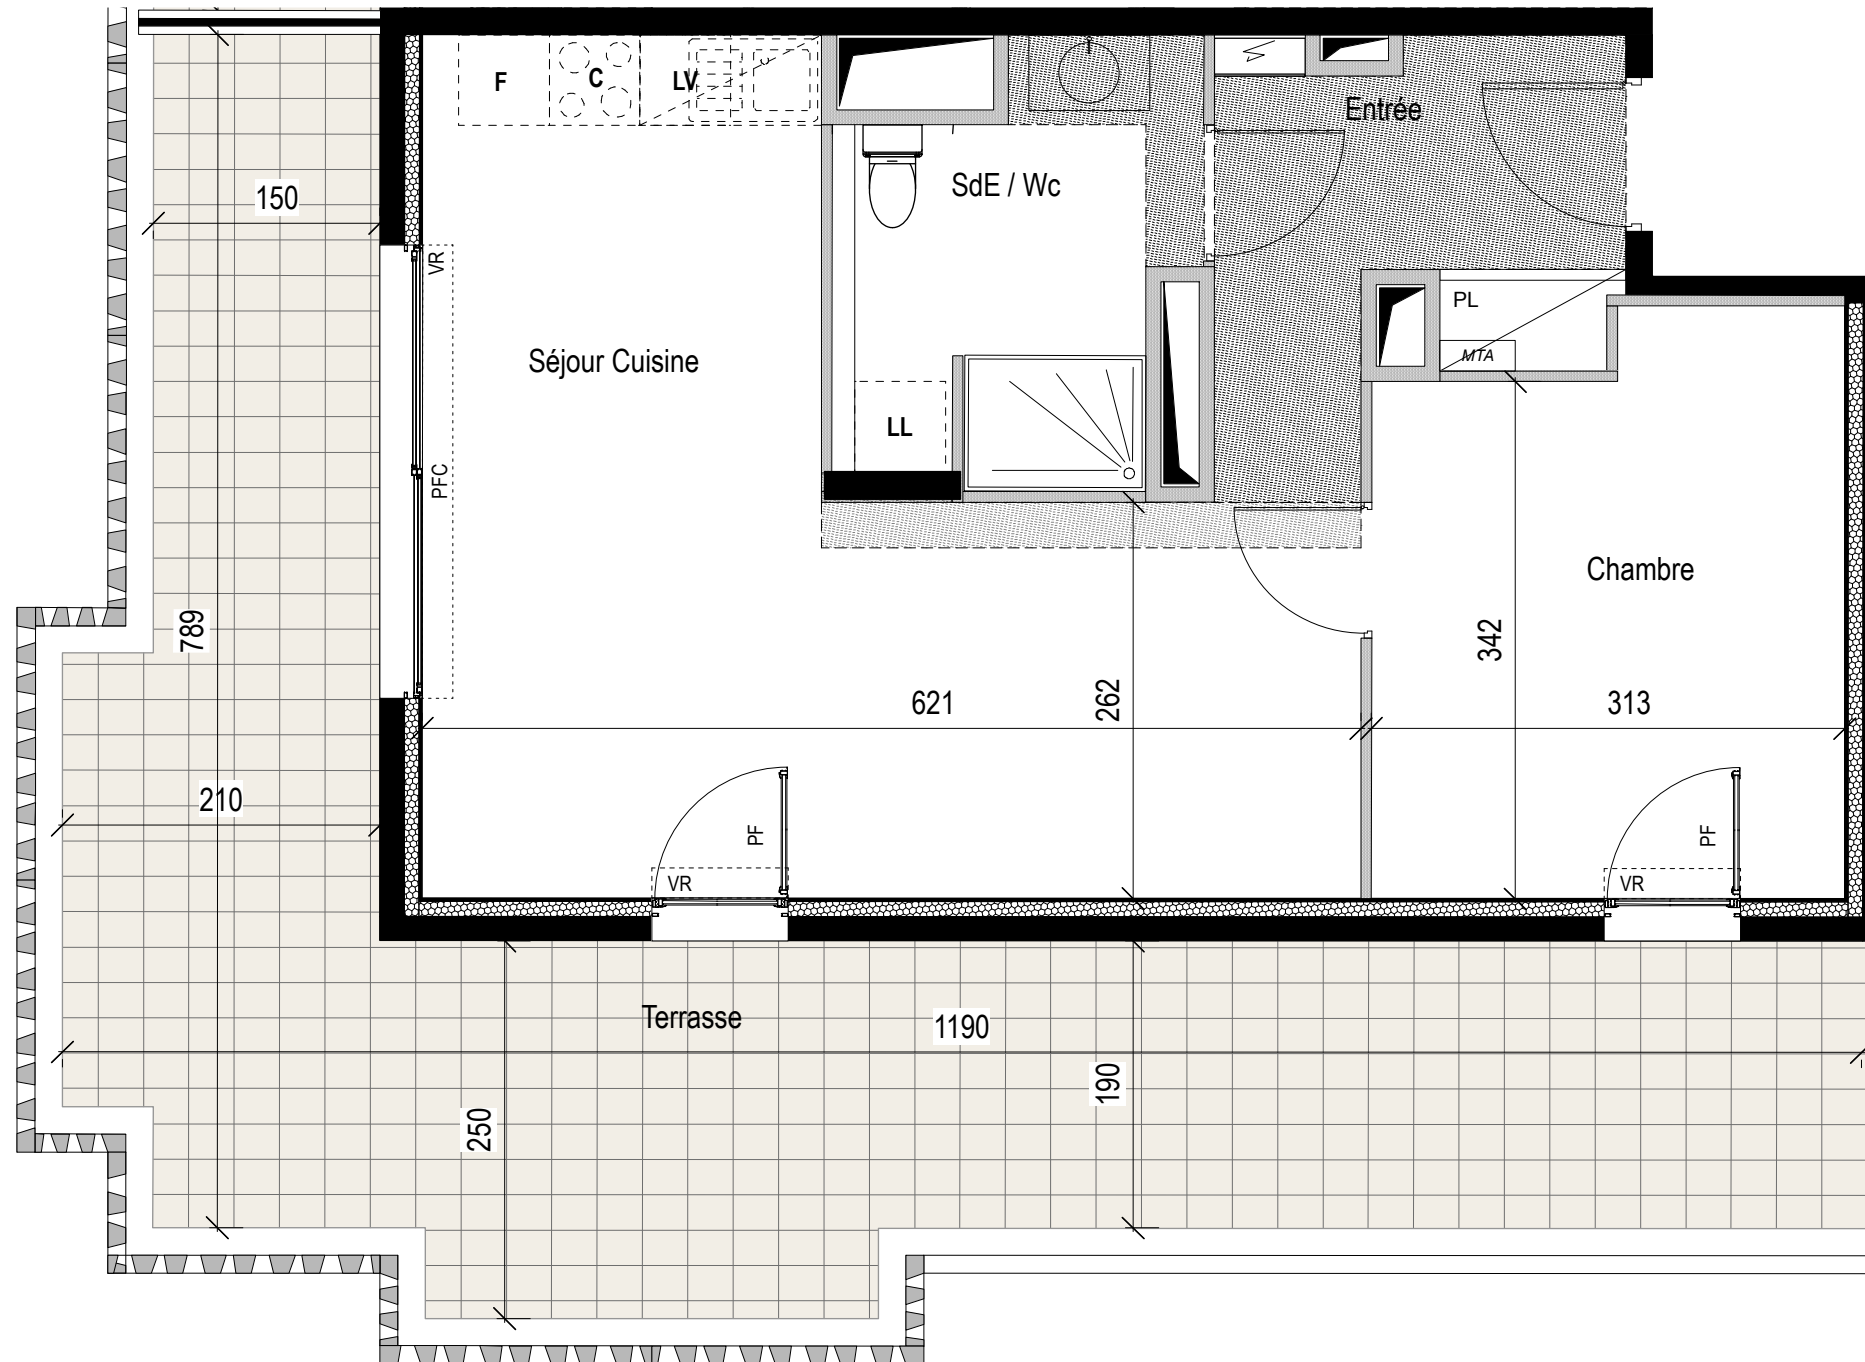 F
C
LV
Entrée
150
SdE / Wc
VR
PL
MTA
Séjour Cuisine
LL
PFC
Chambre
789
342
621
262
313
210
PF
PF
VR
VR
Terrasse
1190
190
250